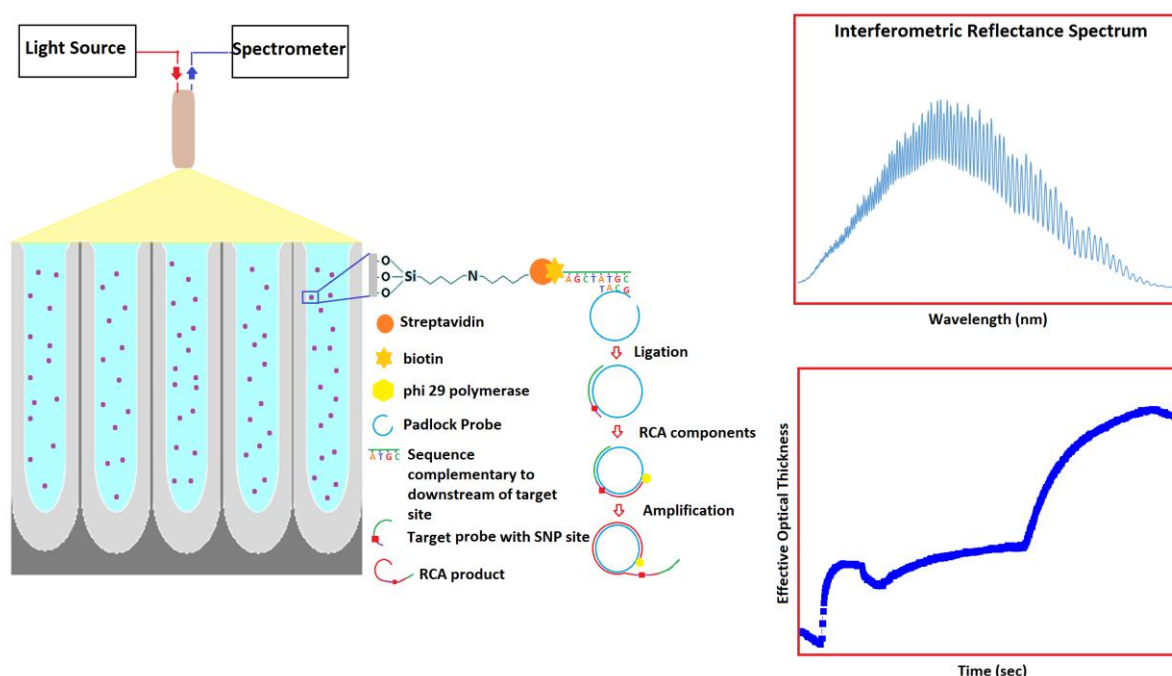 Light Source
Spectrometer
O
O
O
Si
N
AGCTATGC
TACG
Streptavidin
biotin
phi 29 polymerase
Padlock Probe
ATGC
Sequence
complementary to
downstream of target
site
Target probe with SNP site
RCA product
Ligation
RCA components
Amplification
Interferometric Reflectance Spectrum
Wavelength (nm)
Effective Optical Thickness
Time (sec)